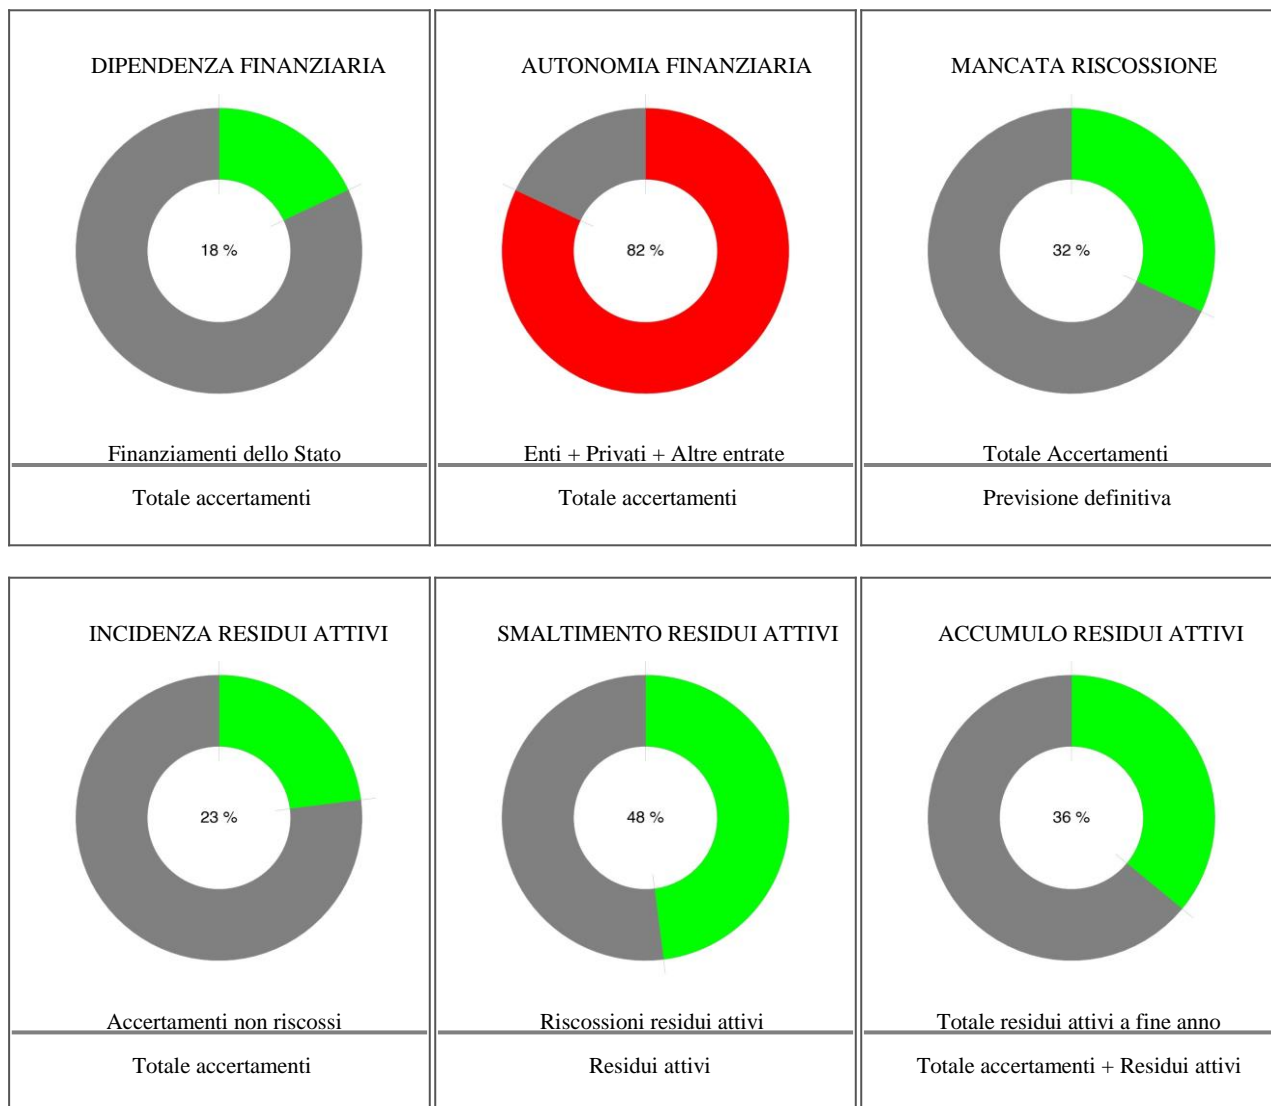 DIPENDENZA FINANZIARIA
18 %
Finanziamenti dello Stato
Totale accertamenti
AUTONOMIA FINANZIARIA
82 %
Enti + Privati + Altre entrate
Totale accertamenti
MANCATA RISCOSSIONE
32 %
Totale Accertamenti
Previsione definitiva
INCIDENZA RESIDUI ATTIVI
23 %
Accertamenti non riscossi
Totale accertamenti
SMALTIMENTO RESIDUI ATTIVI
48 %
Riscossioni residui attivi
Residui attivi
ACCUMULO RESIDUI ATTIVI
36 %
Totale residui attivi a fine anno
Totale accertamenti + Residui attivi